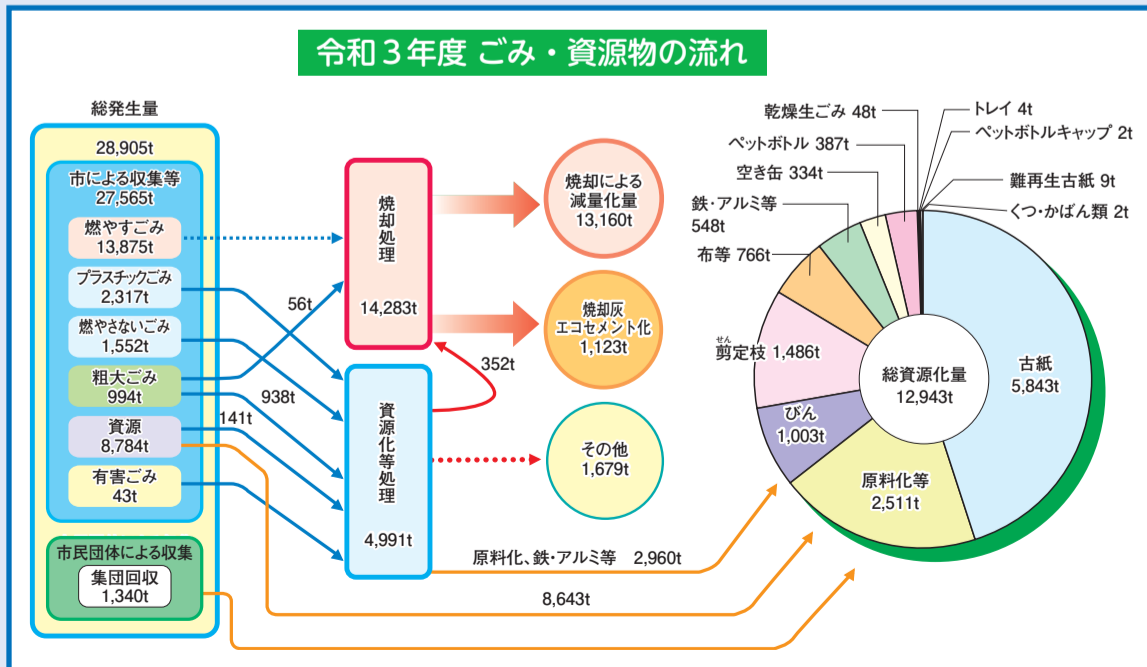 令和3年度 ごみ・資源物の流れ
総発生量
28,905t
市による収集等
27,565t
燃やすごみ
13,875t
プラスチックごみ
2,317t
燃やさないごみ
1,552t
粗大ごみ
994t
資源
8,784t
有害ごみ
43t
市民団体による収集
集団回収
1,340t
56t
938t
141t
焼却処理
14,283t
352t
資源化等処理
4,991t
焼却による
減量化量
13,160t
焼却灰
エコセメント化
1,123t
その他
1,679t
原料化、鉄・アルミ等 2,960t
8,643t
乾燥生ごみ 48t
ペットボトル 387t
空き缶 334t
鉄・アルミ等
548t
布等 766t
せん
剪定枝 1,486t
びん
1,003t
原料化等
2,511t
古紙
5,843t
総資源化量
12,943t
トレイ 4t
ペットボトルキャップ 2t
難再生古紙 9t
くつ・かばん類 2t